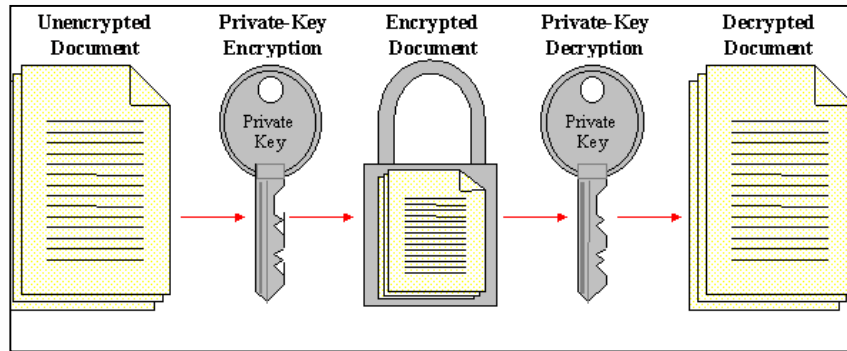 Unencrypted
Document
Private-Key
Encryption
Encrypted
Document
Private-Key
Decryption
Decrypted
Document
Private
Key
Private
Key